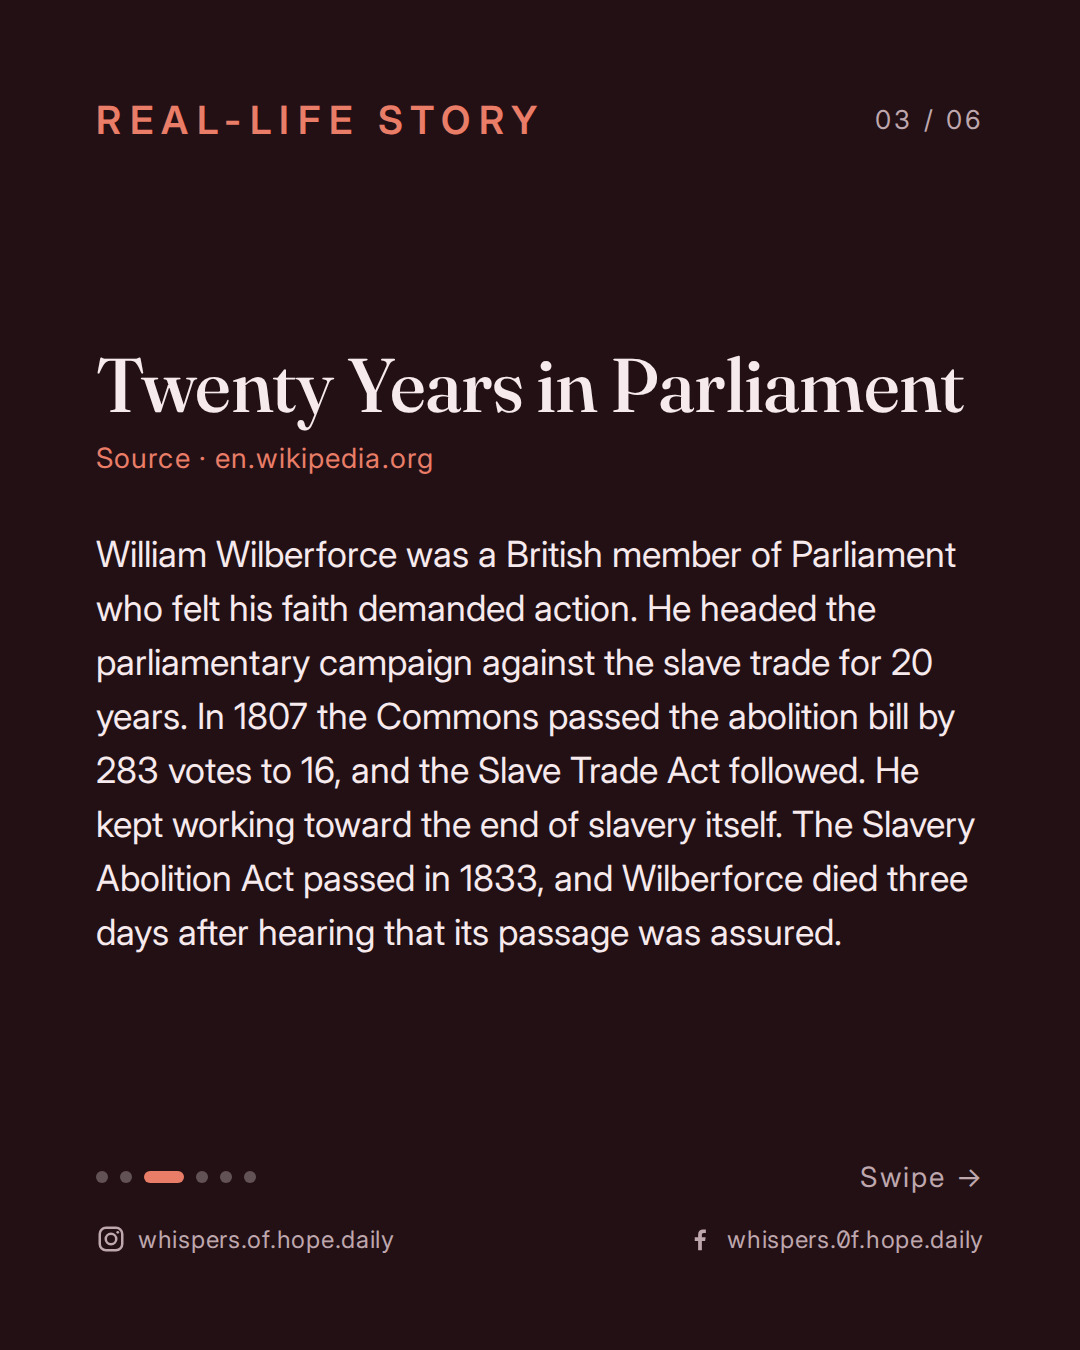 REAL-LIFE STORY
03 / 06
Twenty Years in Parliament
Source · en.wikipedia.org
William Wilberforce was a British member of Parliament
who felt his faith demanded action. He headed the
parliamentary campaign against the slave trade for 20
years. In 1807 the Commons passed the abolition bill by
283 votes to 16, and the Slave Trade Act followed. He
kept working toward the end of slavery itself. The Slavery
Abolition Act passed in 1833, and Wilberforce died three
days after hearing that its passage was assured.
Swipe →
whispers.of.hope.daily
whispers.0f.hope.daily